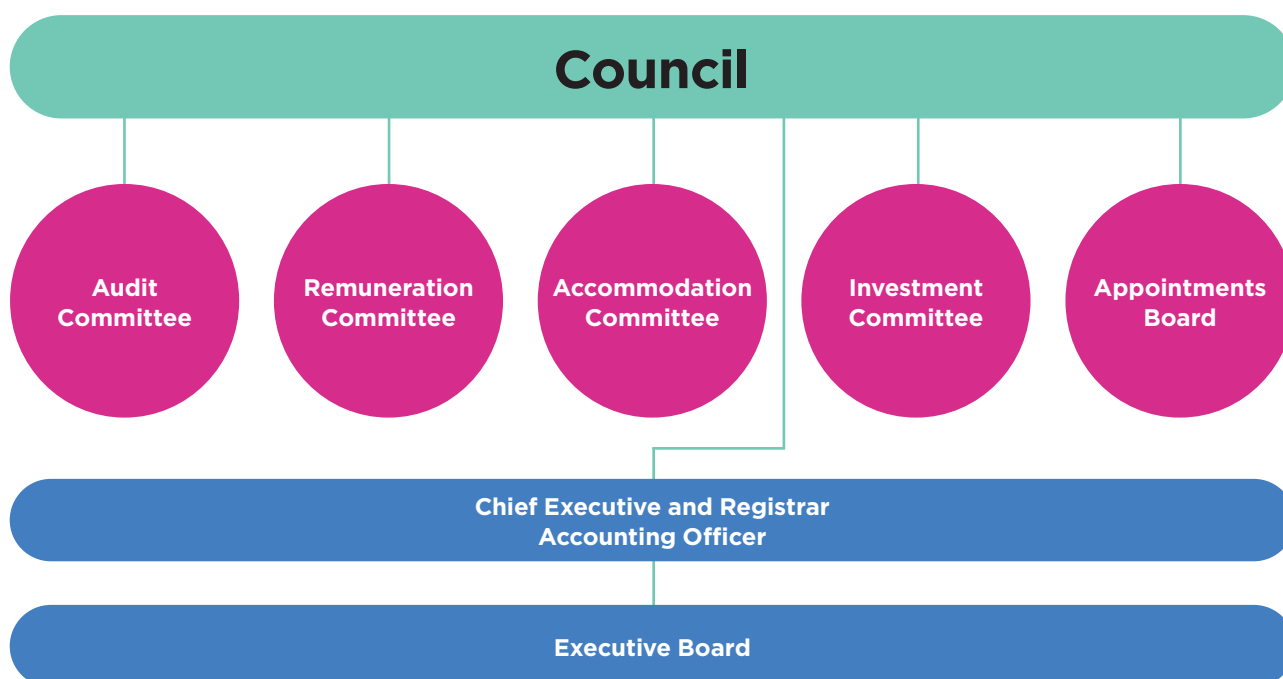 Council
Audit
Committee
Remuneration
Committee
Accommodation
Committee
Investment
Committee
Appointments
Board
Chief Executive and Registrar
Accounting Officer
Executive Board